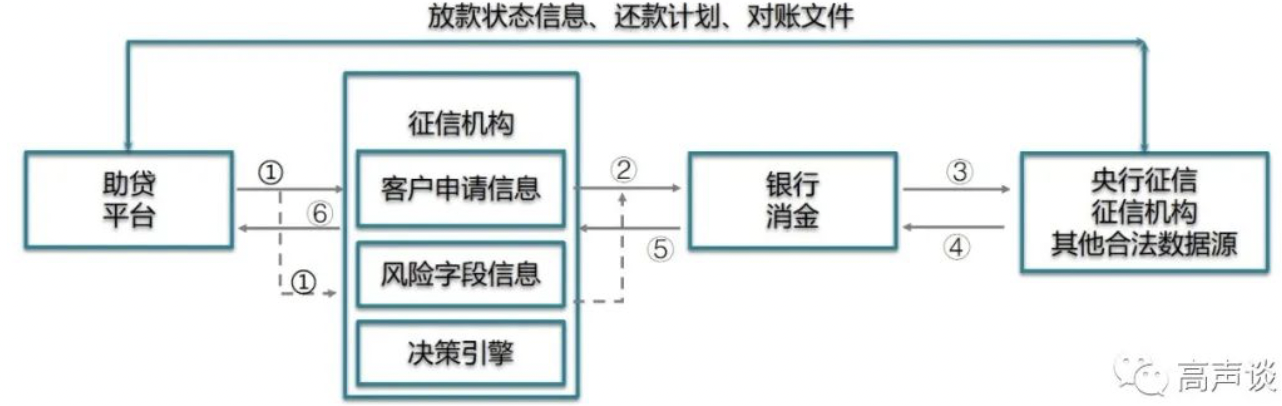 放款状态信息、还款计划、对账文件
助贷
平台
①
⑥
①
征信机构
客户申请信息
风险字段信息
决策引擎
②
⑤
银行
消金
③
④
央行征信
征信机构
其他合法数据源
高声谈